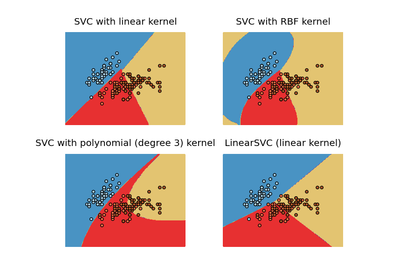 SVC with linear kernel
SVC with RBF kernel
SVC with polynomial (degree 3) kernel
LinearSVC (linear kernel)